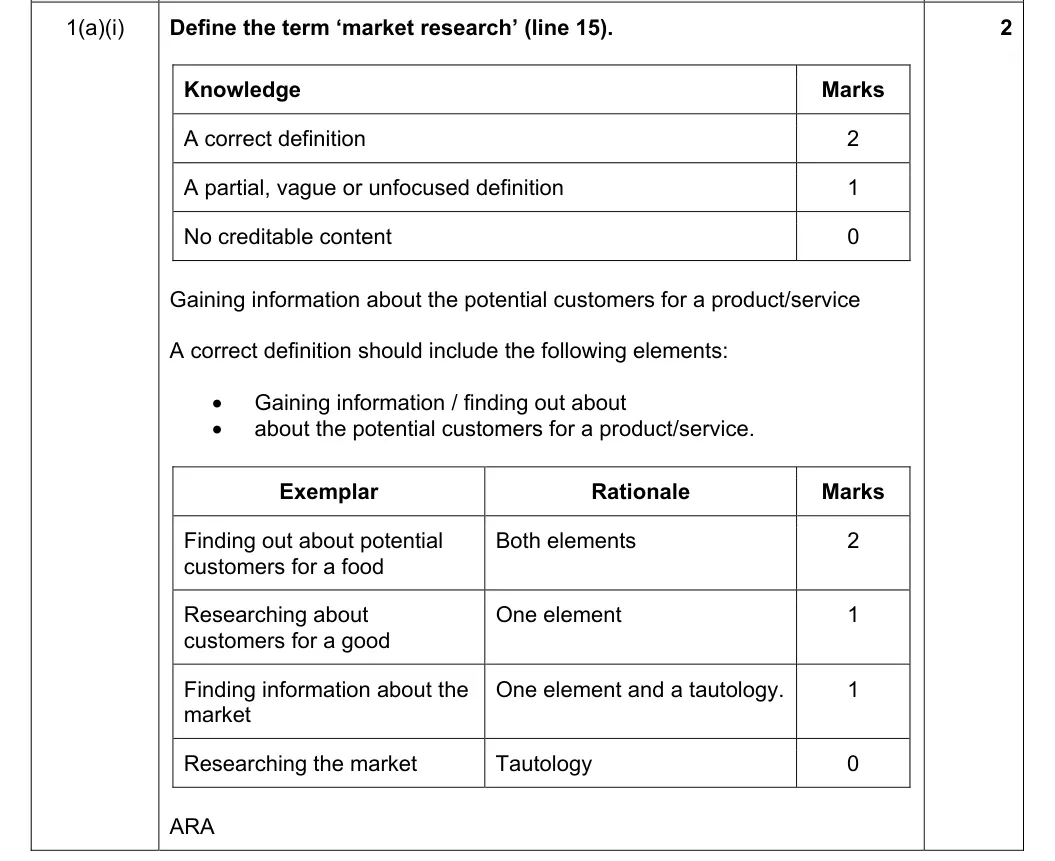 1(a)(i) Define the term ‘market research’ (line 15). 2
Knowledge Marks
A correct definition 2
A partial, vague or unfocused definition 1
No creditable content 0
Gaining information about the potential customers for a product/service
A correct definition should include the following elements:
• Gaining information / finding out about
• about the potential customers for a product/service.
Exemplar Rationale Marks
Finding out about potential Both elements 2
customers for a food
Researching about One element 1
customers for a good
Finding information about the One element and a tautology. 1
market
Researching the market Tautology 0
ARA